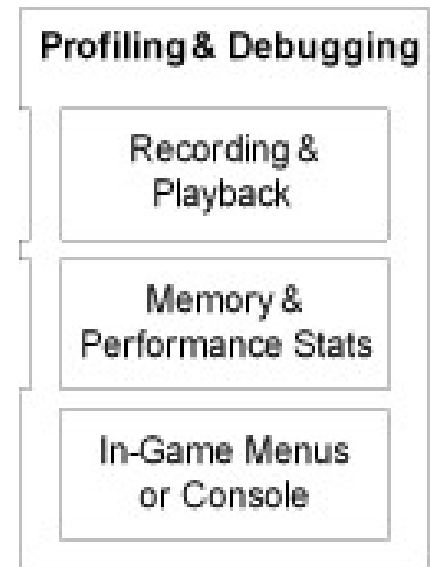 Profiling & Debugging
Recording &
Playback
Memory &
Performance Stats
In-Game Menus
or Console